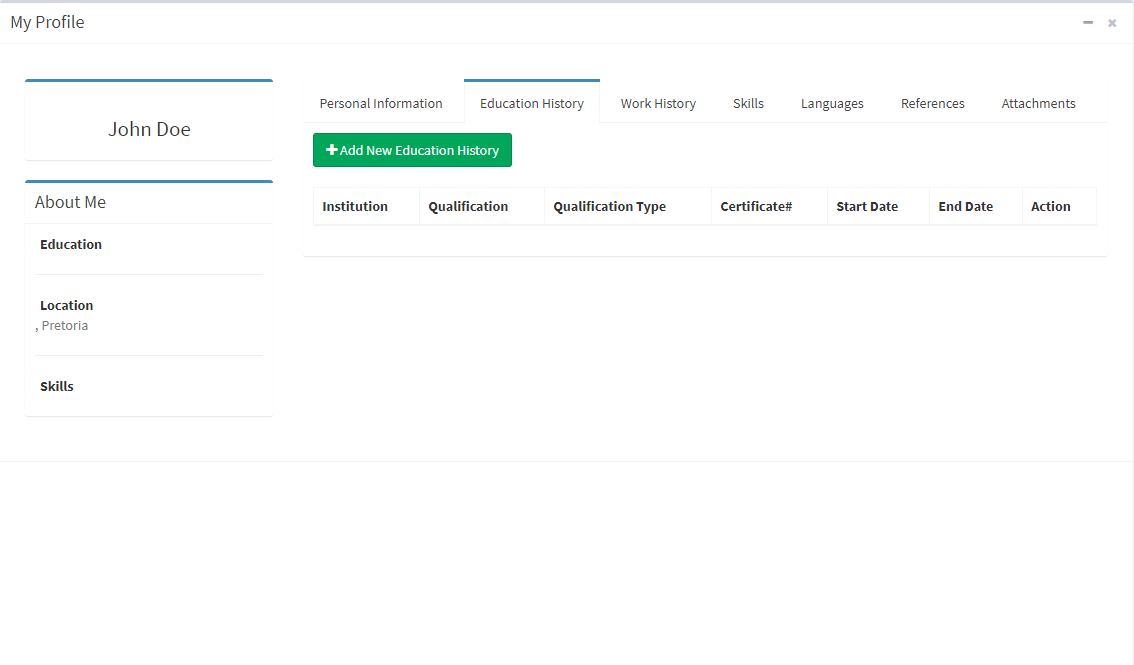 My Profile
John Doe
About Me
Education
Location
, Pretoria
Skills
Personal Information Education History Work History Skills Languages References Attachments
Add New Education History
Institution Qualification Qualification Type Certificate# Start Date End Date Action